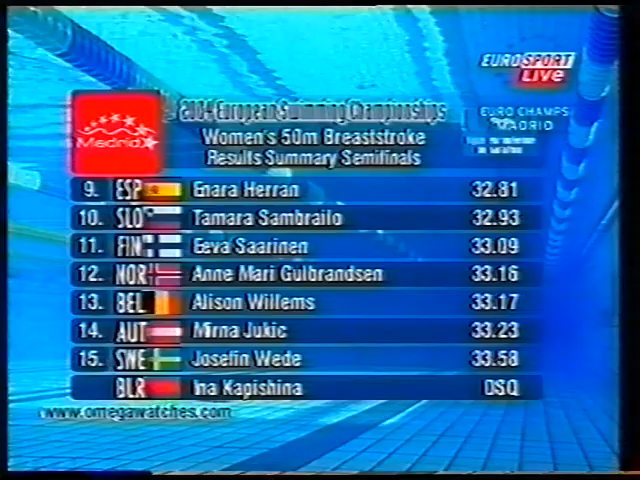 EUROSPORT
LIVE
2004 European Swimming Championships
EURO CHAMPS
MADRID
Madrid
Women's 50m Breaststroke
Results Summary Semifinals
9. ESP Enara Herran 32.81
10. SLO Tamara Sambrailo 32.93
11. FIN Eeva Saarinen 33.09
12. NOR Anne Mari Gulbrandsen 33.16
13. BEL Alison Willems 33.17
14. AUT Mirna Jukic 33.23
15. SWE Josefin Wede 33.58
BLR Ina Kapishina DSQ
www.omegawatches.com